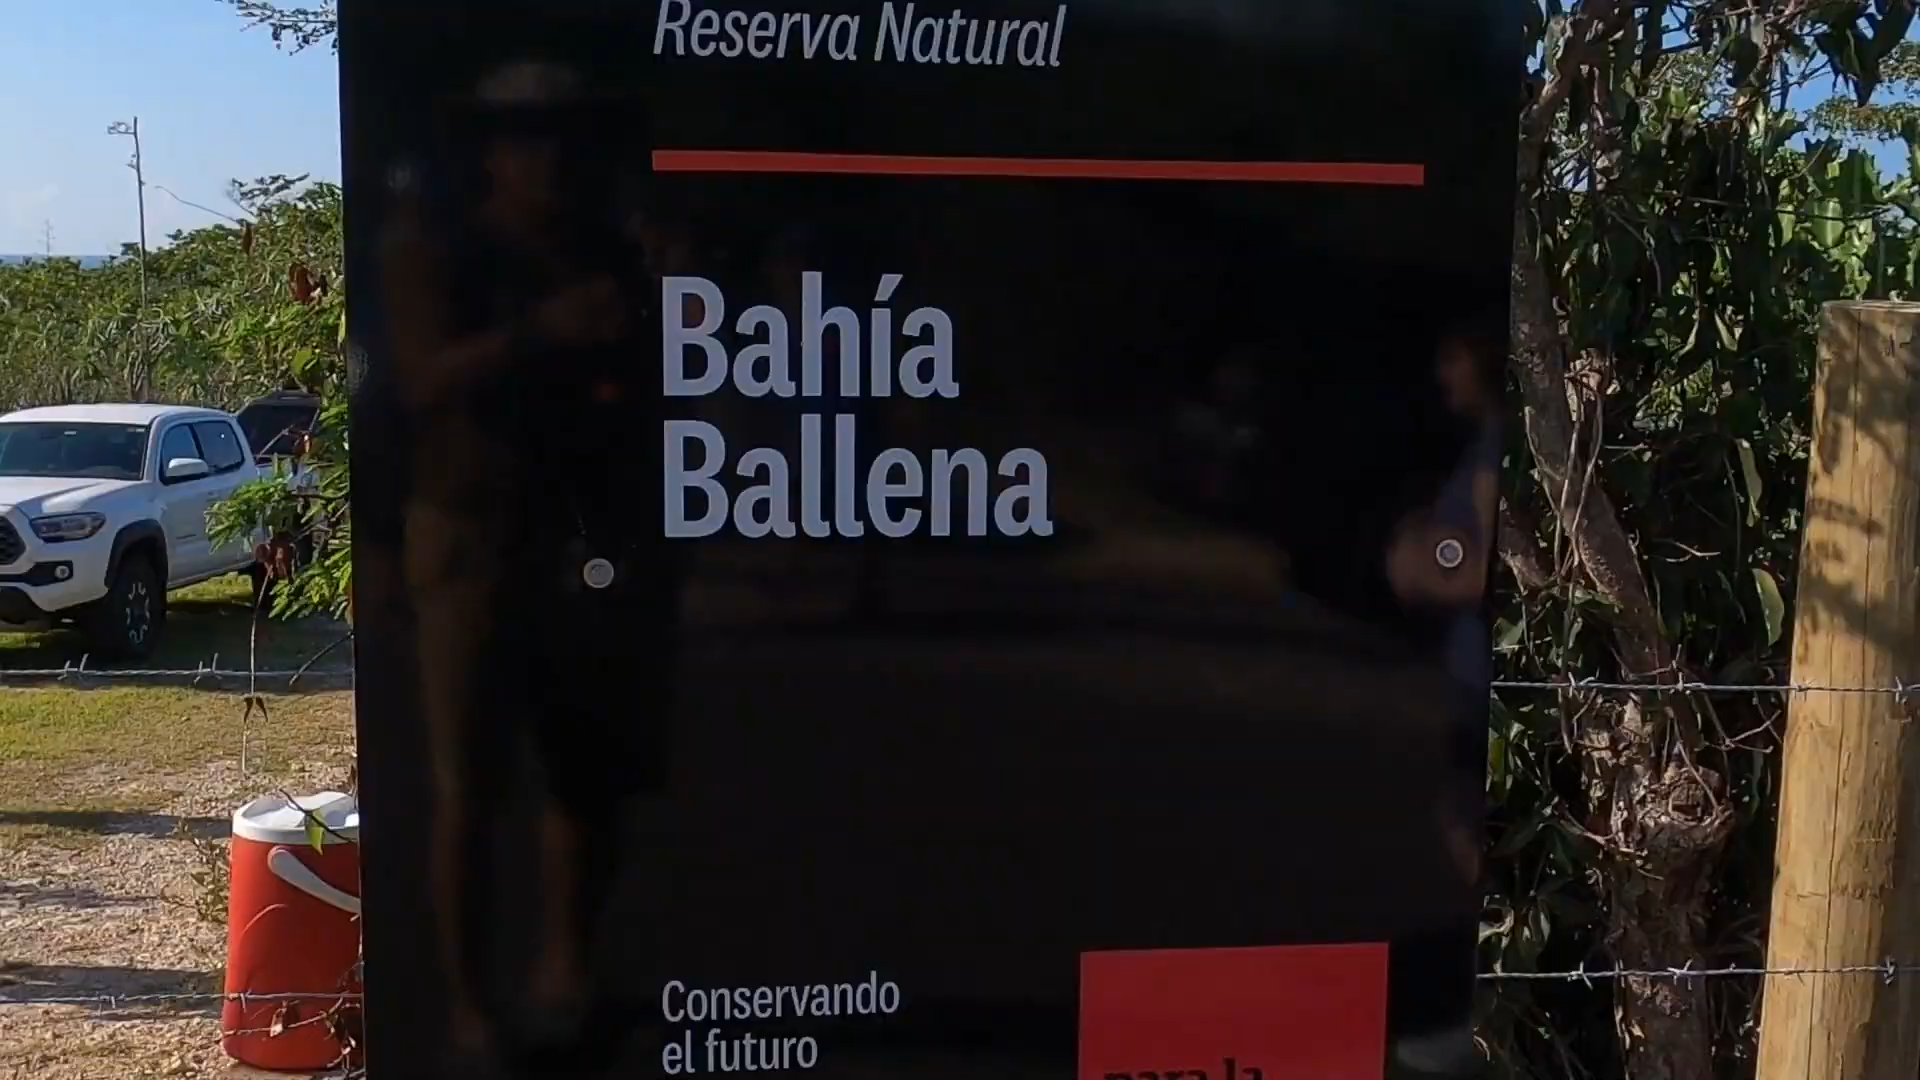 Reserva Natural
Bahía
Ballena
Conservando
el futuro
para la